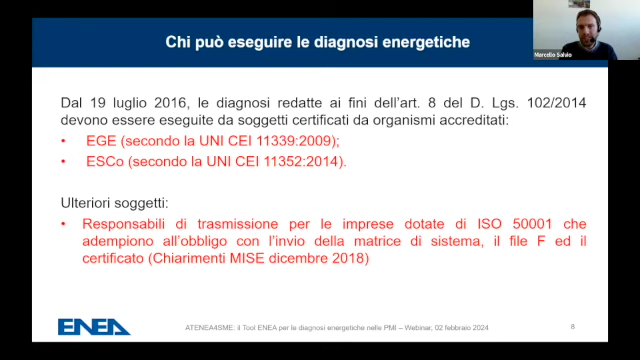 Chi può eseguire le diagnosi energetiche
Marcello Salvio
Dal 19 luglio 2016, le diagnosi redatte ai fini dell'art. 8 del D. Lgs. 102/2014
devono essere eseguite da soggetti certificati da organismi accreditati:
• EGE (secondo la UNI CEI 11339:2009);
• ESCo (secondo la UNI CEI 11352:2014).
Ulteriori soggetti:
• Responsabili di trasmissione per le imprese dotate di ISO 50001 che
adempiono all'obbligo con l'invio della matrice di sistema, il file F ed il
certificato (Chiarimenti MISE dicembre 2018)
ENEA
ATENEA4SME: il Tool ENEA per le diagnosi energetiche nelle PMI – Webinar, 02 febbraio 2024
8